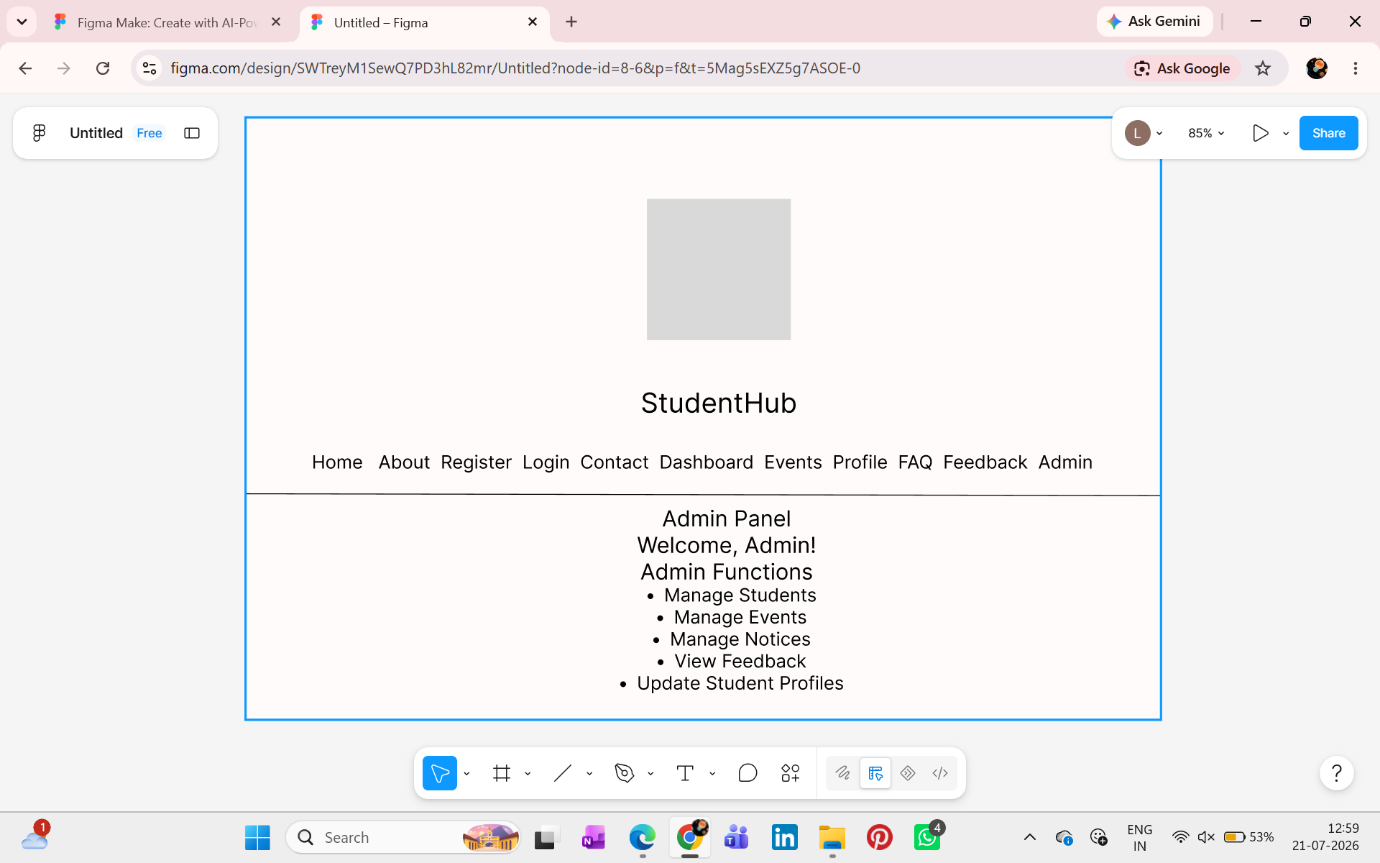 Figma Make: Create with AI-Pow
Untitled – Figma
Ask Gemini
figma.com/design/SWTreyM1SewQ7PD3hL82mr/Untitled?node-id=8-6&p=f&t=5Mag5sEXZ5g7ASOE-0
Ask Google
Untitled Free
L 85% Share
StudentHub
Home About Register Login Contact Dashboard Events Profile FAQ Feedback Admin
Admin Panel
Welcome, Admin!
Admin Functions
• Manage Students
• Manage Events
• Manage Notices
• View Feedback
• Update Student Profiles
?
1
Search
N
4
ENG
IN
53%
12:59
21-07-2026